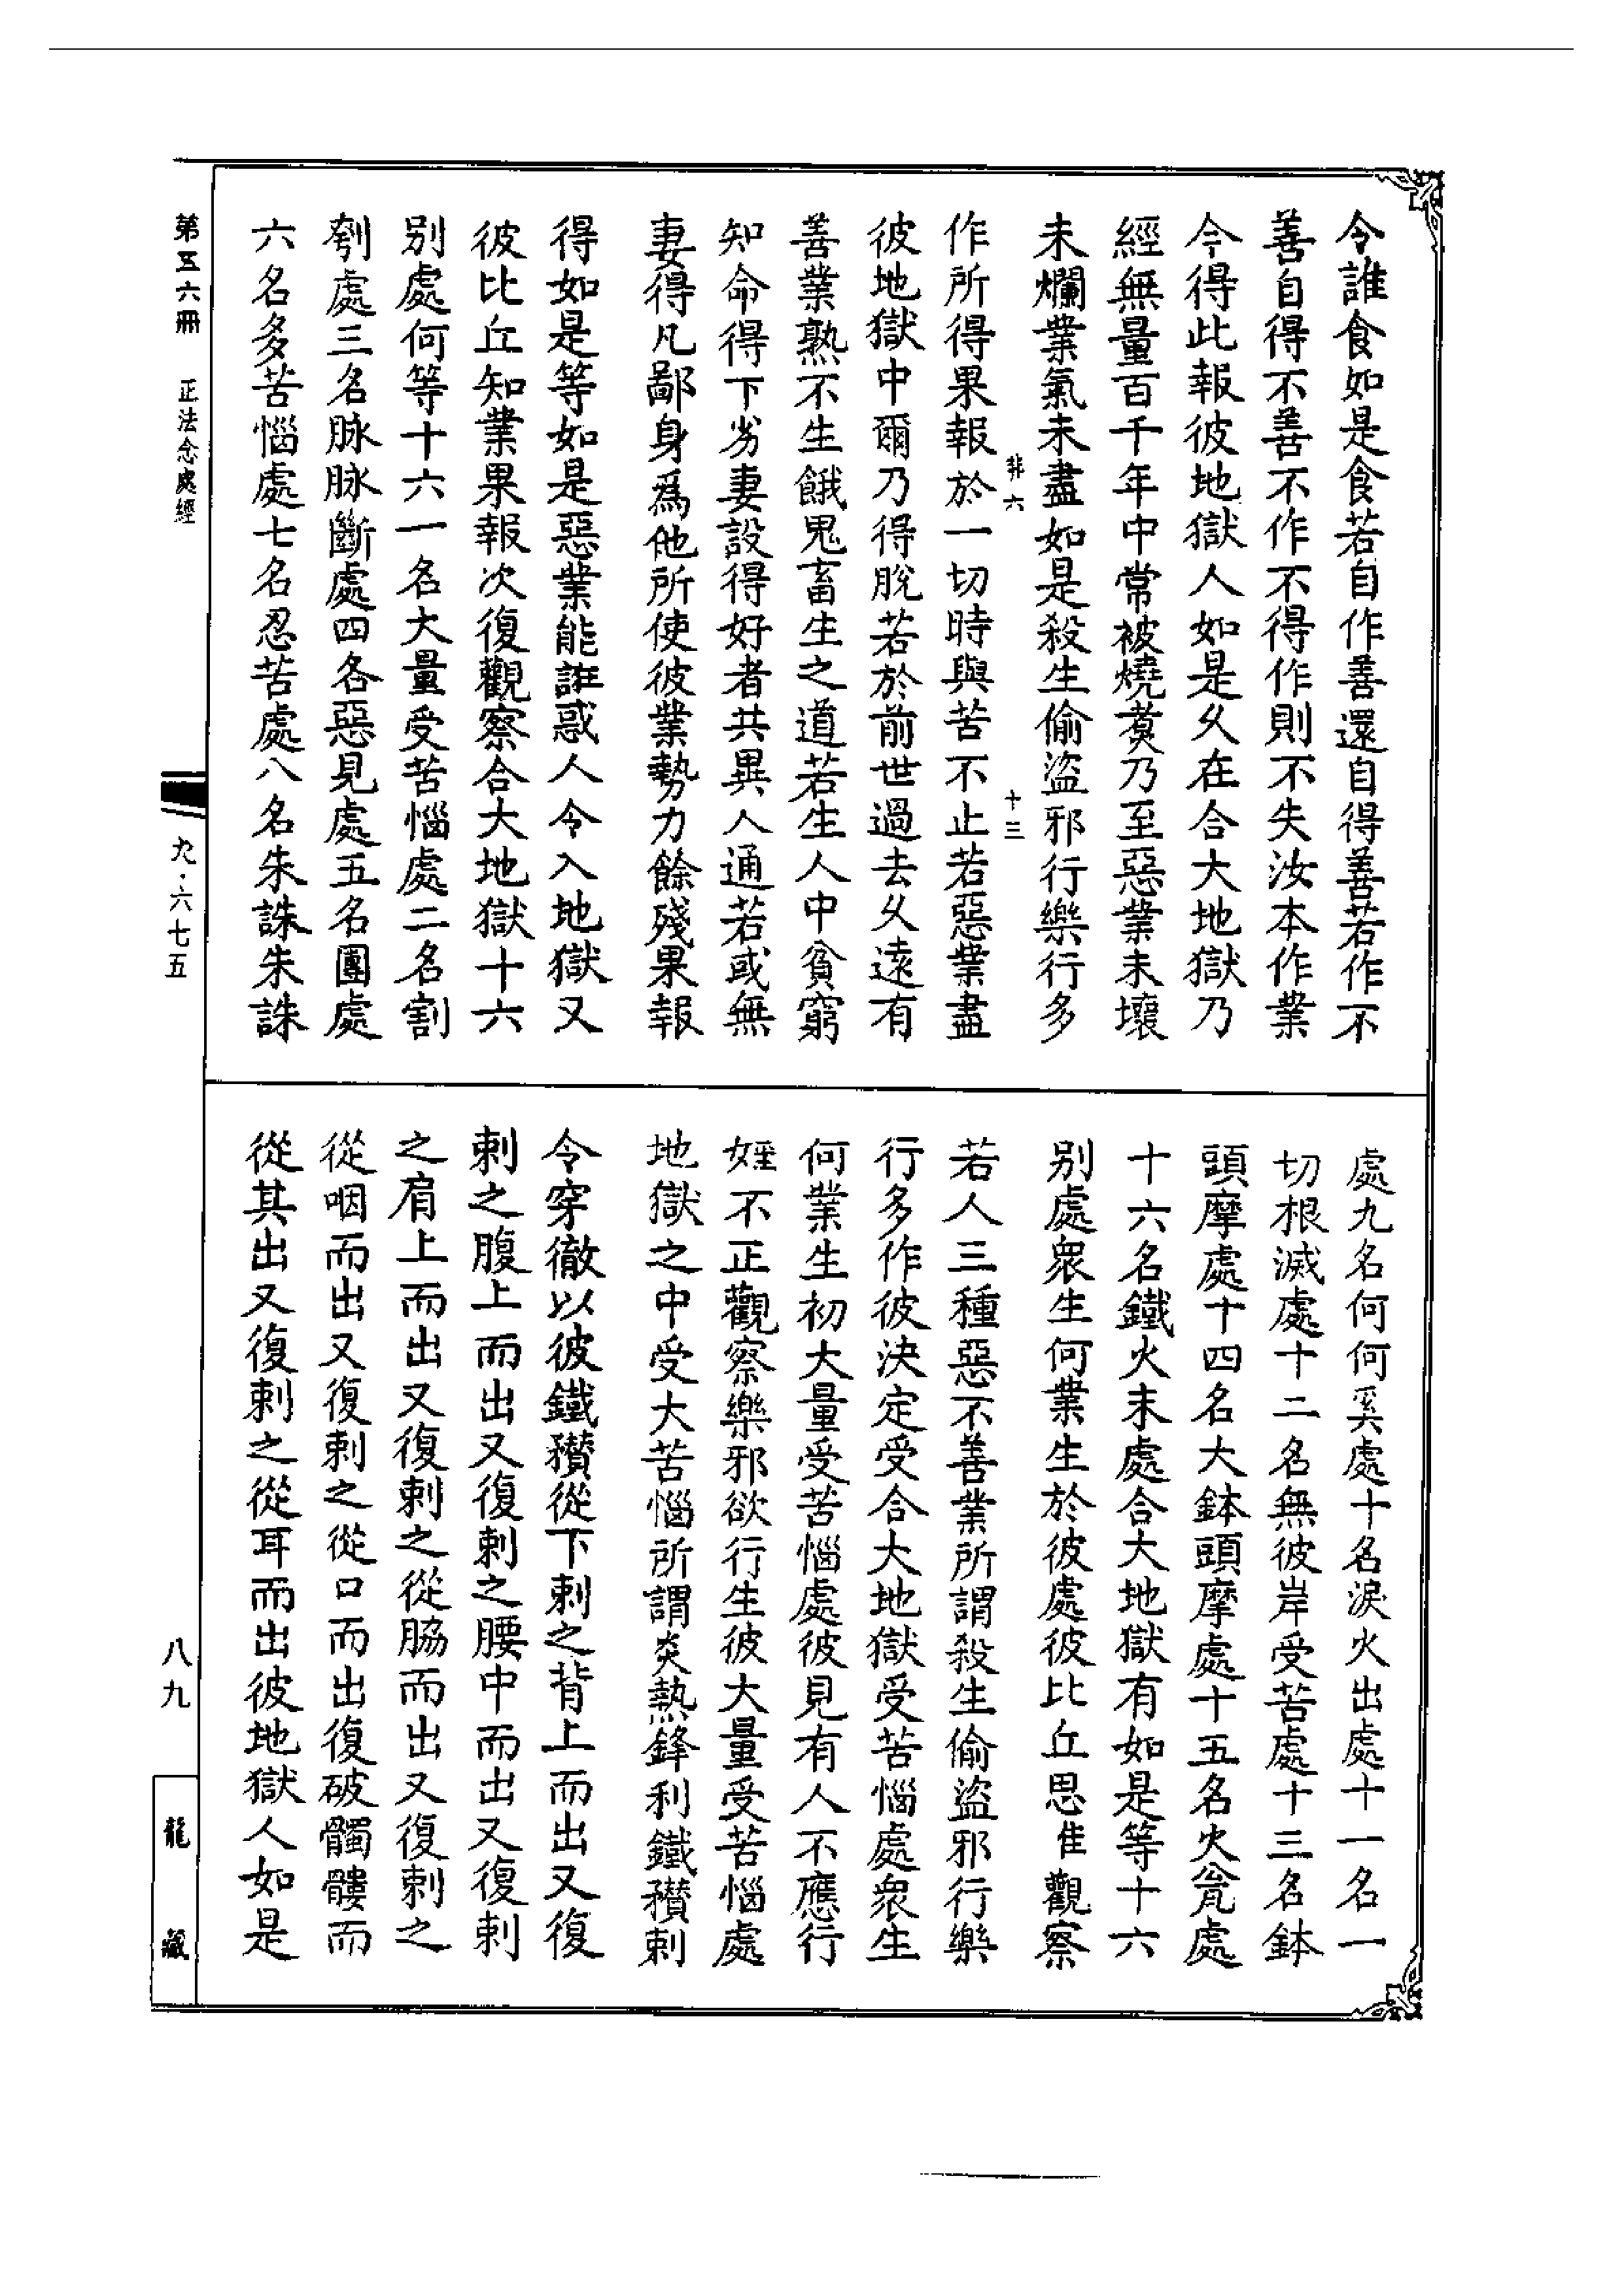 令誰食如是食若自作善還自得善若作不
善自得不善不作不得作則不失汝本作業
今得此報彼地獄人如是久在合大地獄乃
經無量百千年中常被燒煑乃至惡業未壞
未爛業氣未盡如是殺生偷盜邪行樂行多
非六 十三
作所得果報於一切時與苦不止若惡業盡
彼地獄中爾乃得脫若於前世過去久遠有
善業熟不生餓鬼畜生之道若生人中貧窮
知命得下劣妻設得好者共異人通若或無
妻得凡鄙身爲他所使彼業勢力餘殘果報
得如是等如是惡業能誑惑人令入地獄又
彼比丘知業果報次復觀察合大地獄十六
別處何等十六一名大量受苦惱處二名割
刳處三名脉脉斷處四名惡見處五名團處
六名多苦惱處七名忍苦處八名朱誅朱誅
處九名何何奚處十名淚火出處十一名一
切根滅處十二名無彼岸受苦處十三名鉢
頭摩處十四名大鉢頭摩處十五名火瓮處
十六名鐵火末處合大地獄有如是等十六
別處衆生何業生於彼處彼比丘思惟觀察
若人三種惡不善業所謂殺生偷盜邪行樂
行多作彼決定受合大地獄受苦惱處衆生
何業生初大量受苦惱處彼見有人不應行
婬不正觀察樂邪欲行生彼大量受苦惱處
地獄之中受大苦惱所謂炎熱鋒利鐵矟刺
令穿徹以彼鐵矟從下刺之背上而出又復
刺之腹上而出又復刺之腰中而出又復刺
之肩上而出又復刺之從脇而出又復刺之
從咽而出又復刺之從口而出復破髑髏而
從其出又復刺之從耳而出彼地獄人如是
第五六冊 正法念處經
九·六七五
八九
龍藏